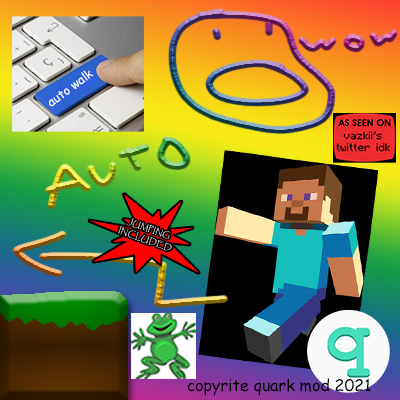 wow
auto walk
AS SEEN ON
vazkii's
twitter idk
AUTO
JUMPING
INCLUDED
q
copyrite quark mod 2021